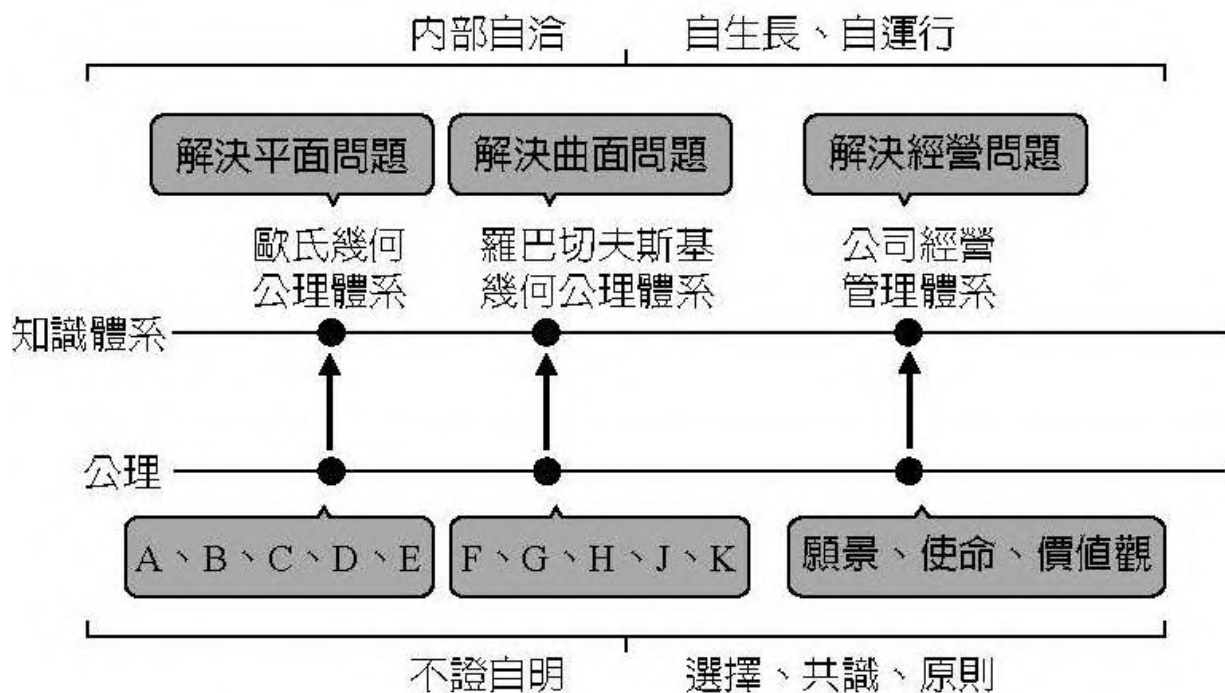 內部自洽 自生長、自運行
解決平面問題 解決曲面問題 解決經營問題
歐氏幾何 羅巴切夫斯基 公司經營
公理體系 幾何公理體系 管理體系
知識體系
公理
A、B、C、D、E F、G、H、J、K 願景、使命、價值觀
不證自明 選擇、共識、原則